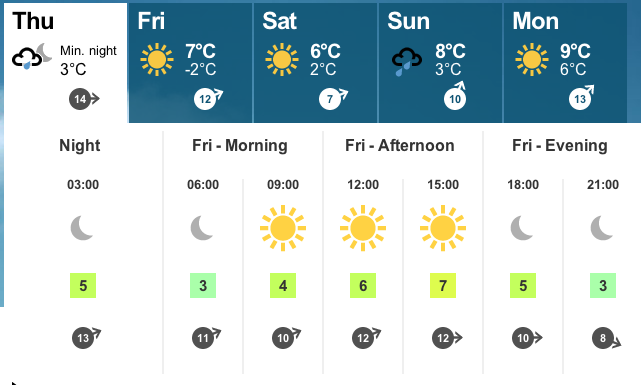 Thu Fri Sat Sun Mon
Min. night 7°C 6°C 8°C 9°C
3°C -2°C 2°C 3°C 6°C
14 12 7 10 13
Night Fri - Morning Fri - Afternoon Fri - Evening
03:00 06:00 09:00 12:00 15:00 18:00 21:00
5 3 4 6 7 5 3
13 11 10 12 12 10 8